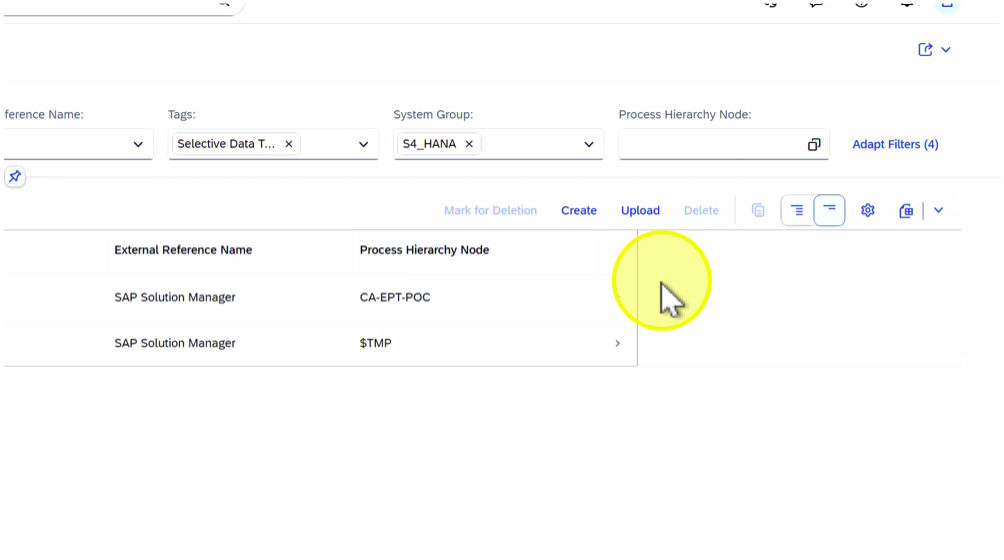 ference Name:
Tags:
System Group:
Process Hierarchy Node:
Selective Data T...
S4_HANA
Adapt Filters (4)
Mark for Deletion
Create
Upload
Delete
External Reference Name
Process Hierarchy Node
SAP Solution Manager
CA-EPT-POC
SAP Solution Manager
$TMP